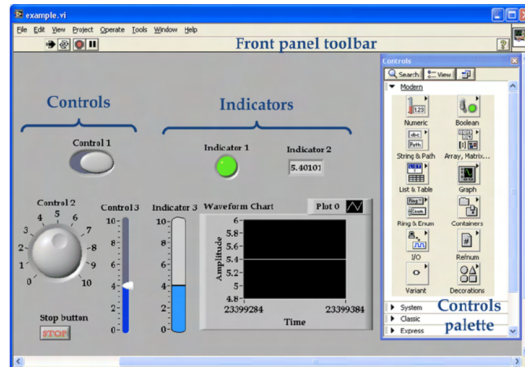 example.vi
File Edit View Project Operate Tools Window Help
Front panel toolbar
?
Controls
Search View
Modern
Numeric Boolean
String & Path Array, Matrix...
List & Table Graph
Ring & Enum Containers
I/O Refnum
Variant Decorations
System
Classic
Express
Controls palette
Controls
Indicators
Control 1
Indicator 1
Indicator 2
5.40101
Control 2
0 1 2 3 4 5 6 7 8 9 10
Control 3
10
8
6
4
2
0
Indicator 3
10
8
6
4
2
0
Waveform Chart
Plot 0
Amplitude
6
5.8
5.6
5.4
5.2
5
4.8
23399284
23399384
Time
Stop button
STOP